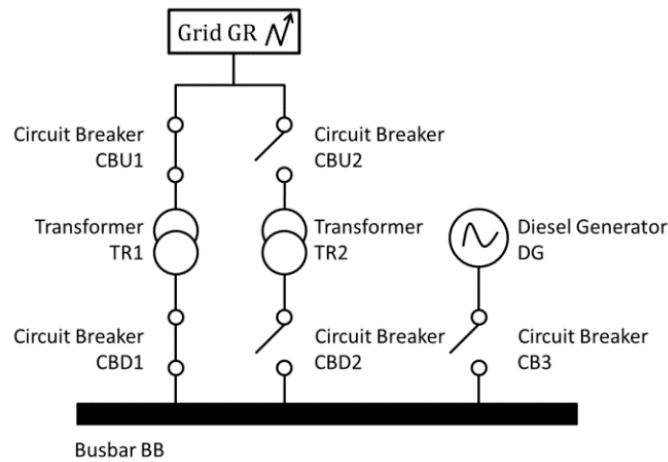 Grid GR
Circuit Breaker
CBU1
Circuit Breaker
CBU2
Transformer
TR1
Transformer
TR2
Diesel Generator
DG
Circuit Breaker
CBD1
Circuit Breaker
CBD2
Circuit Breaker
CB3
Busbar BB